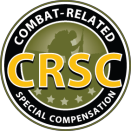 COMBAT-RELATED
CRSC
SPECIAL COMPENSATION